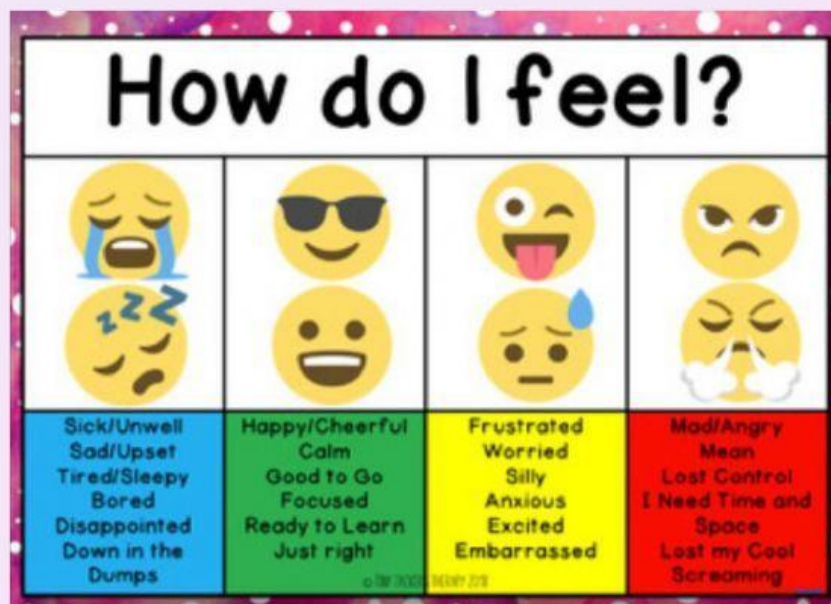 How do I feel?
z z z
Sick/Unwell
Sad/Upset
Tired/Sleepy
Bored
Disappointed
Down in the
Dumps
Happy/Cheerful
Calm
Good to Go
Focused
Ready to Learn
Just right
Frustrated
Worried
Silly
Anxious
Excited
Embarrassed
Mad/Angry
Mean
Lost Control
I Need Time and
Space
Lost my Cool
Screaming